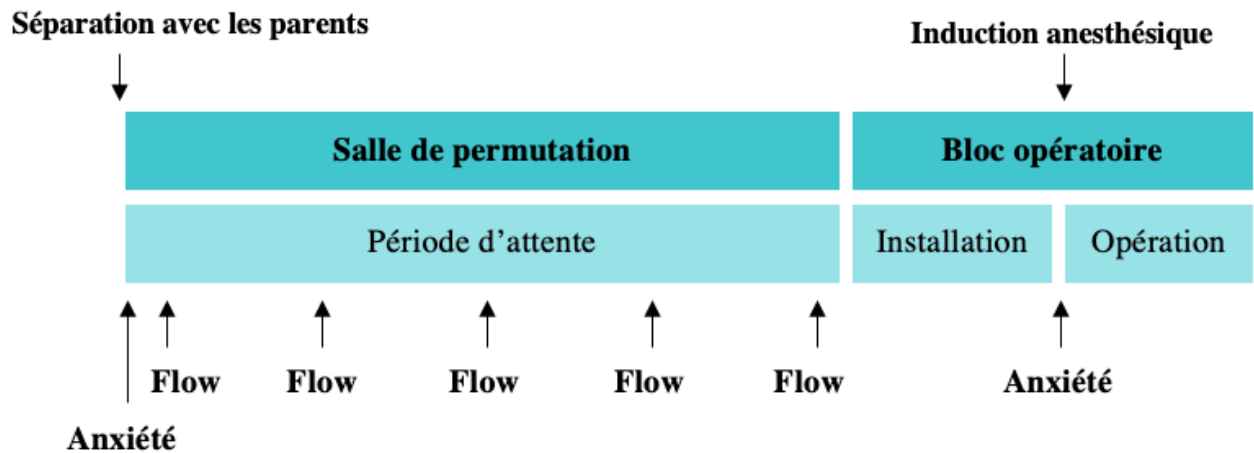 Séparation avec les parents
Induction anesthésique
Salle de permutation
Bloc opératoire
Période d'attente
Installation
Opération
Flow
Flow
Flow
Flow
Flow
Anxiété
Anxiété